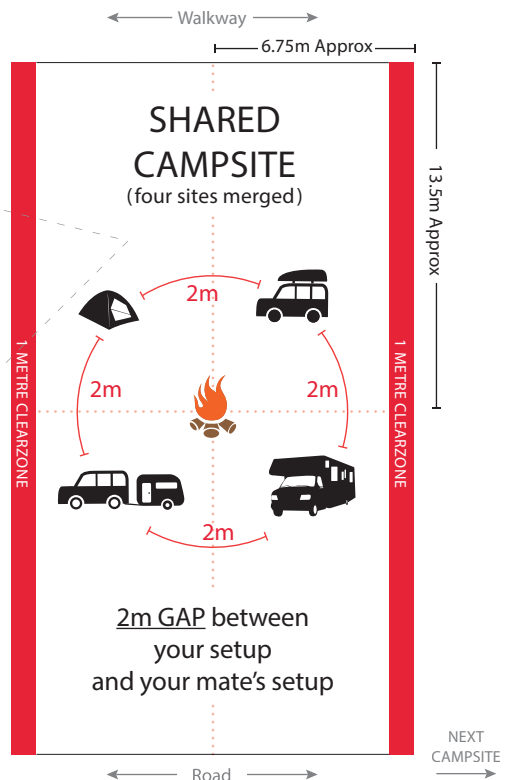 Walkway
6.75m Approx
SHARED
CAMPSITE
(four sites merged)
13.5m Approx
2m
2m
2m
1 METRE CLEARZONE
1 METRE CLEARZONE
2m
2m GAP between
your setup
and your mate's setup
NEXT
CAMPSITE
Road